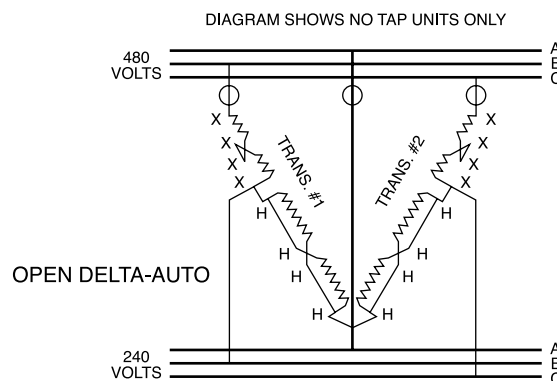 DIAGRAM SHOWS NO TAP UNITS ONLY
480
VOLTS
A
B
C
X
X
X
X
TRANS. #1
TRANS. #2
X
X
X
X
H
H
H
H
H
H
H
H
OPEN DELTA-AUTO
240
VOLTS
A
B
C